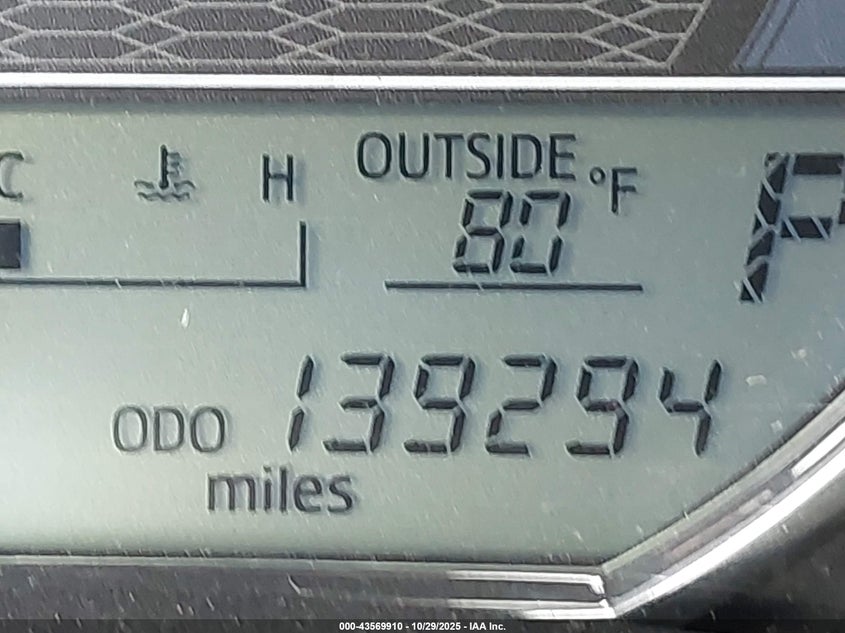 C H OUTSIDE °F P
80
ODO 139294
miles
000-43569910 - 10/29/2025 - IAA Inc.